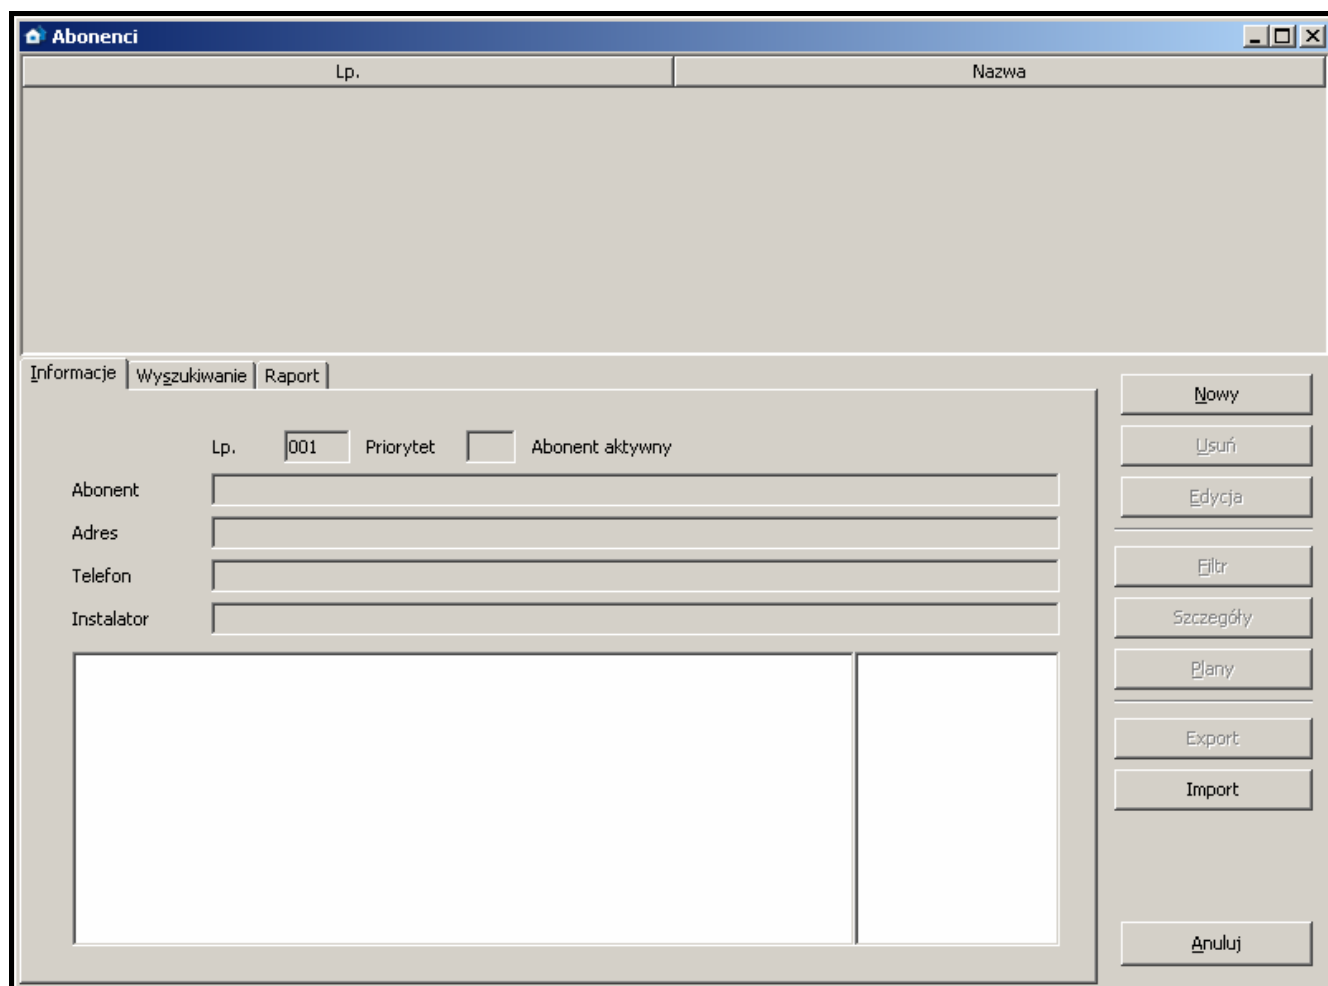 Abonenci
Lp. Nazwa
Informacje Wyszukiwanie Raport
Nowy
Lp. 001 Priorytet Abonent aktywny
Usuń
Abonent
Edycja
Adres
Filtr
Telefon
Instalator
Szczegóły
Plany
Export
Import
Anuluj